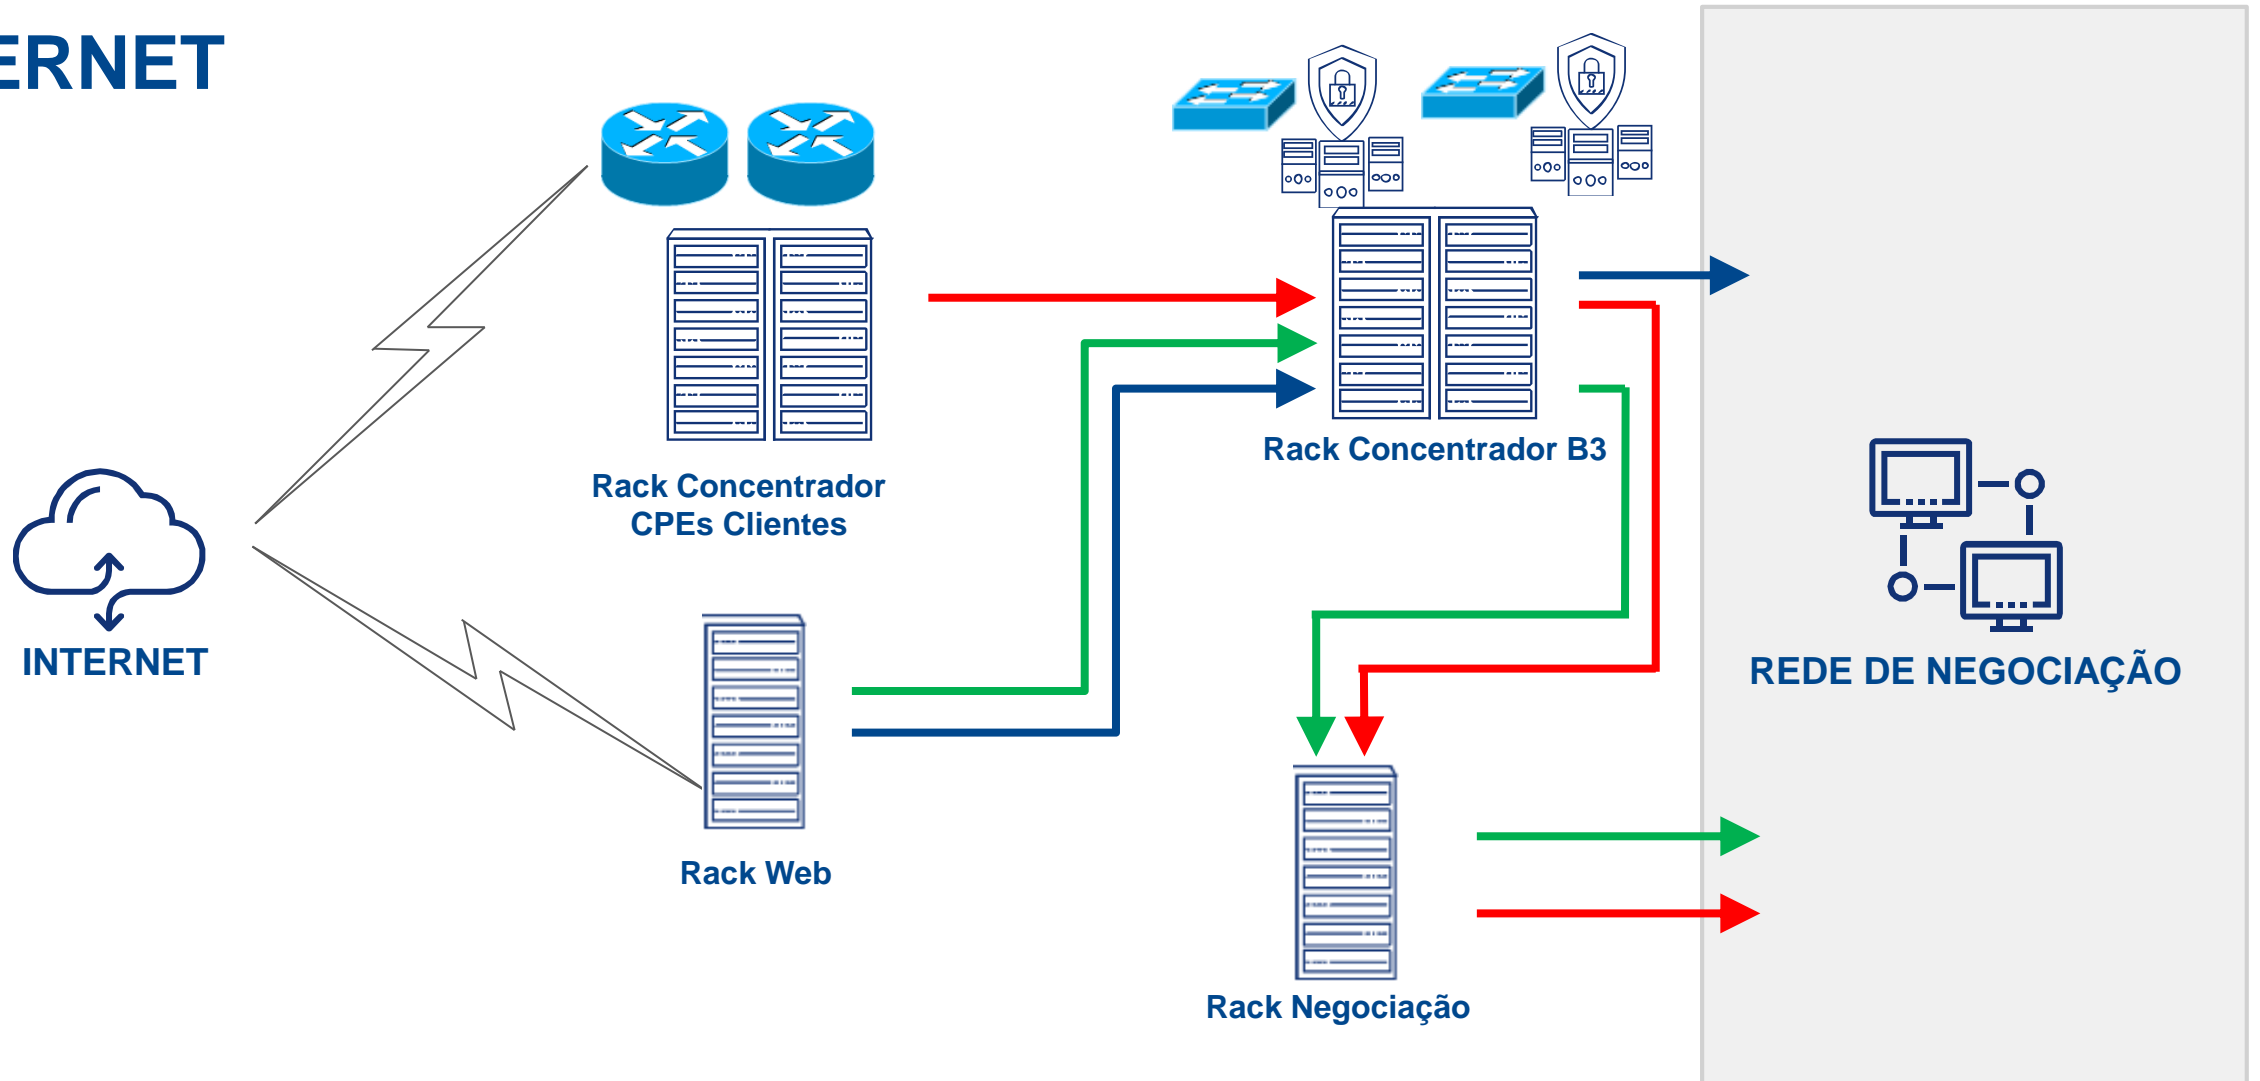 ERNET
Rack Concentrador B3
Rack Concentrador
CPEs Clientes
INTERNET
REDE DE NEGOCIAÇÃO
Rack Web
Rack Negociação